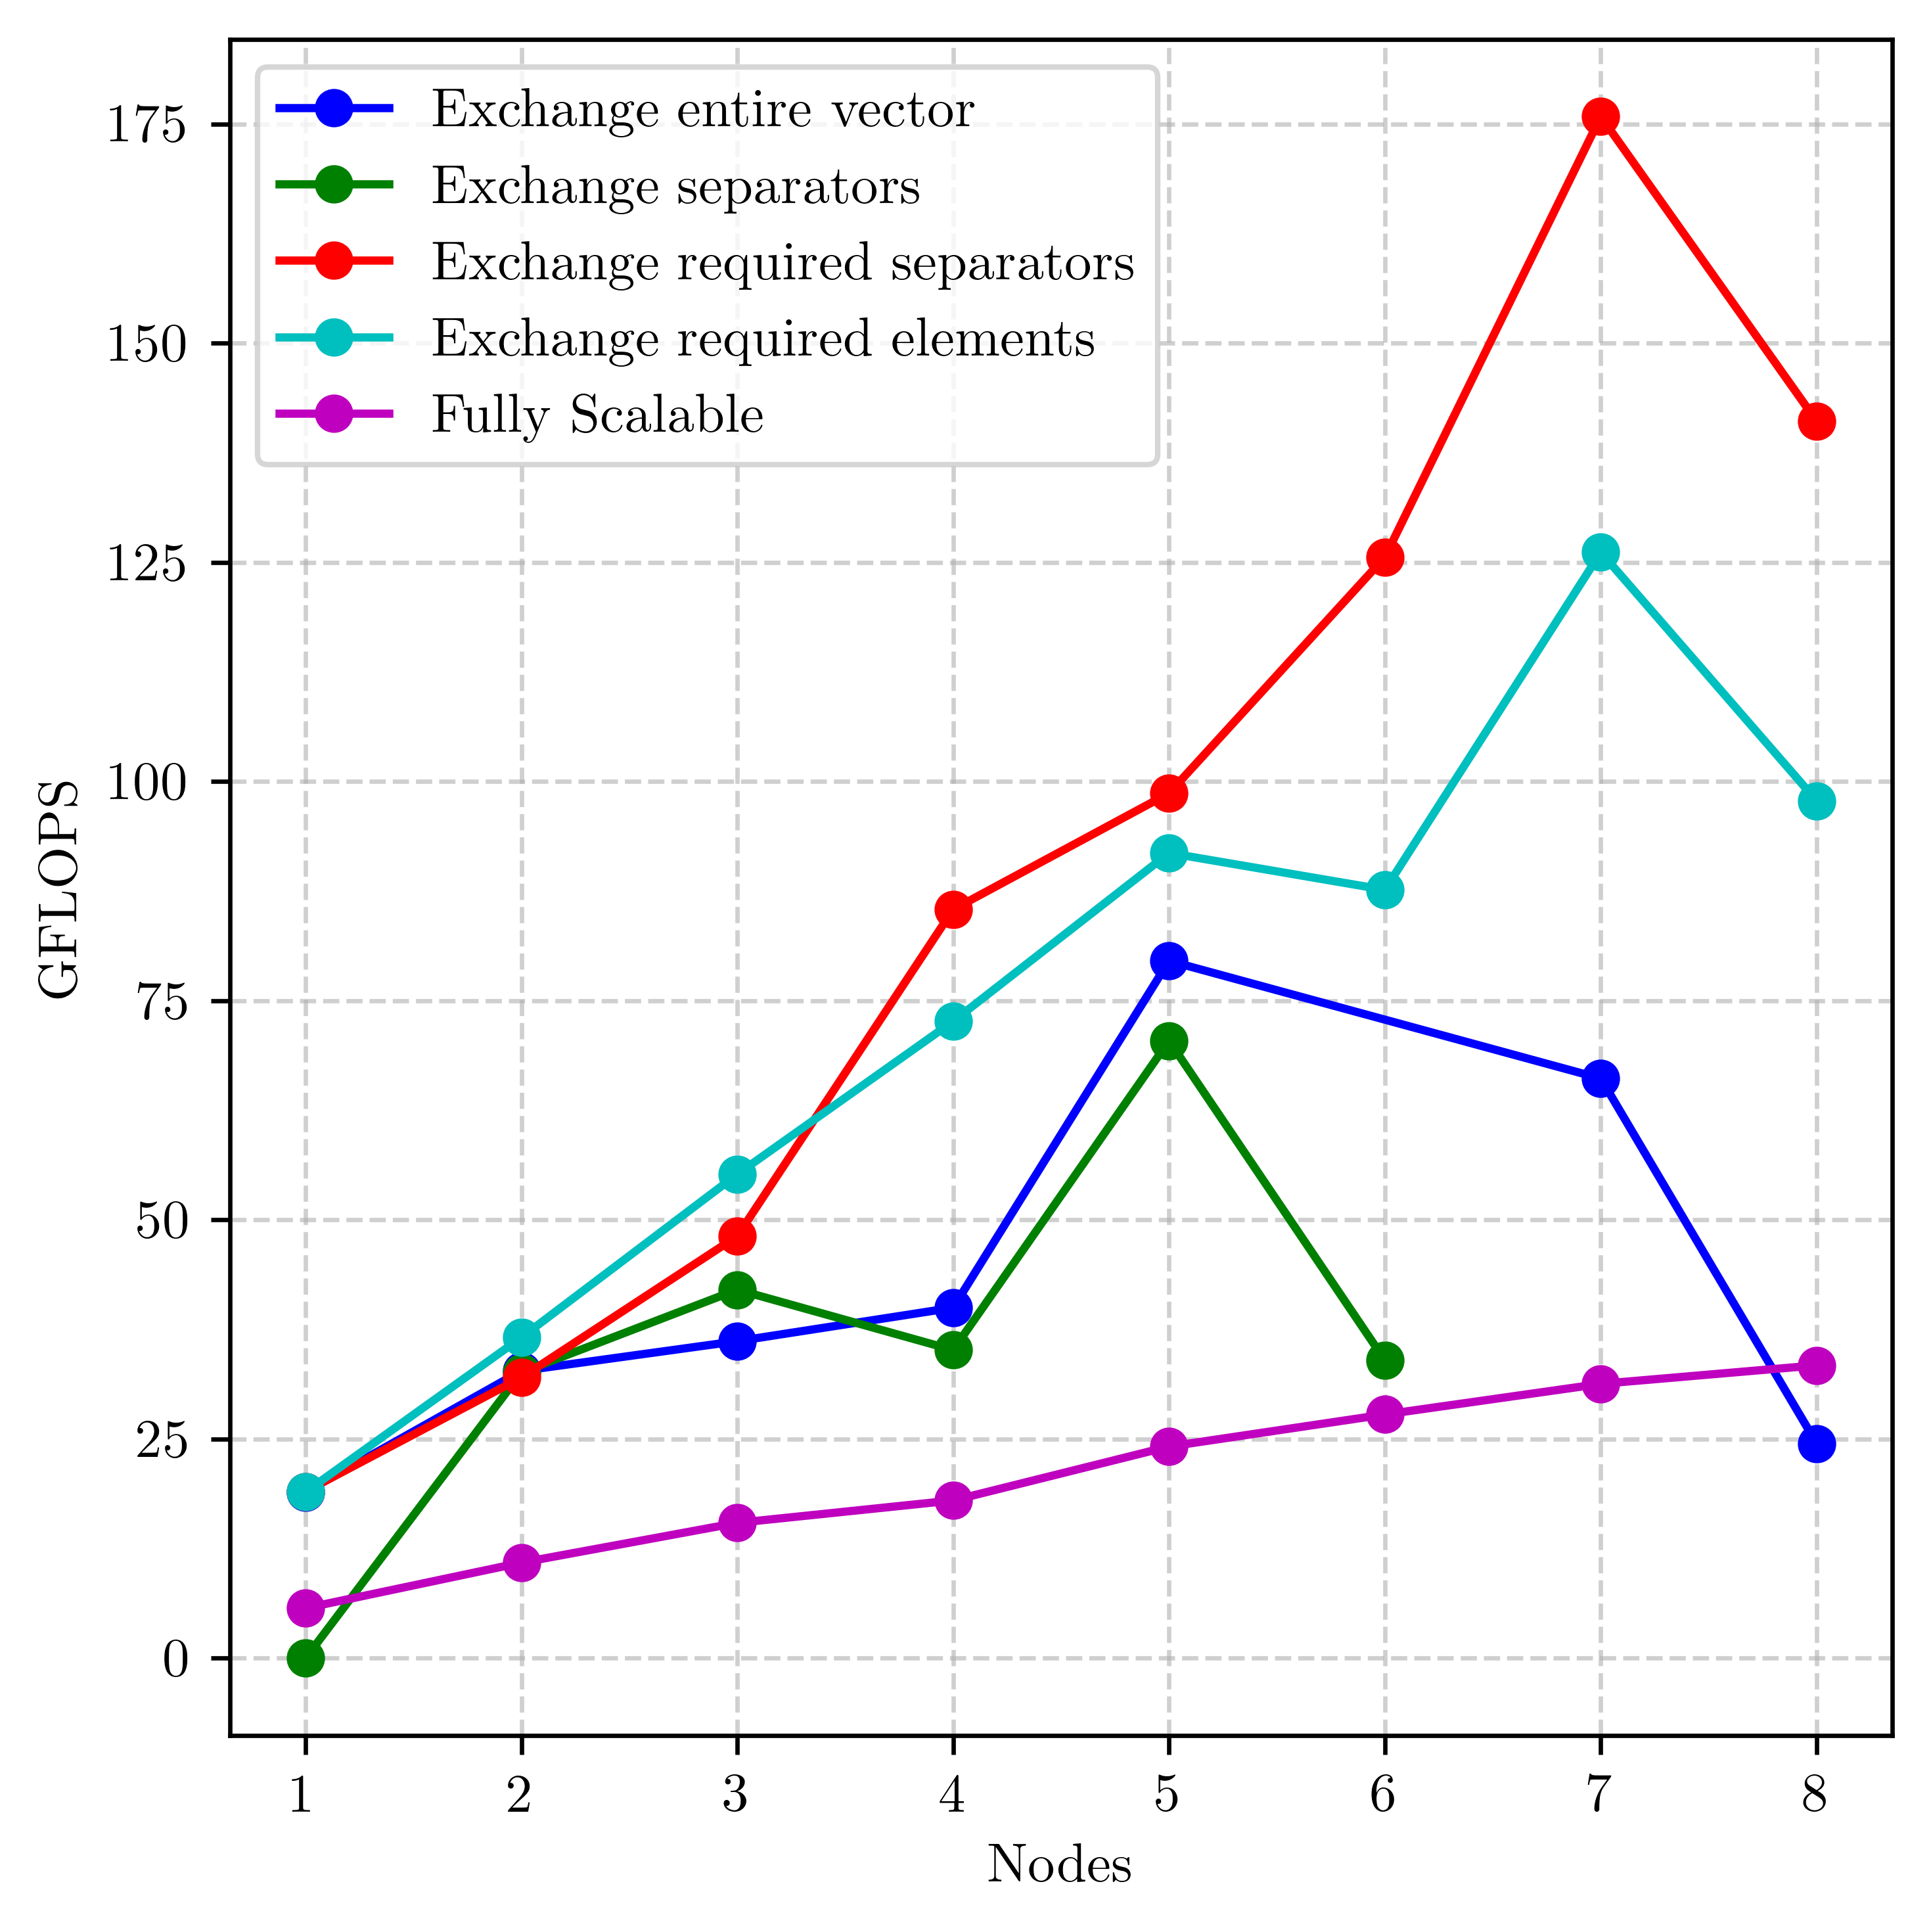 Exchange entire vector
Exchange separators
Exchange required separators
Exchange required elements
Fully Scalable
175
150
125
100
75
50
25
0
GFLOPS
1 2 3 4 5 6 7 8
Nodes